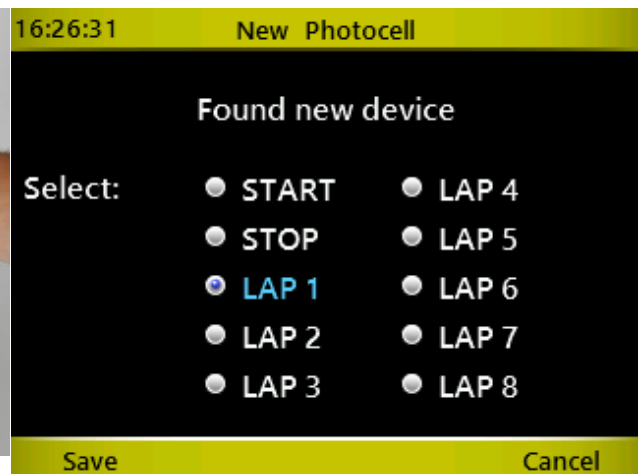 16:26:31 New Photocell
Found new device
Select:
START
STOP
LAP 1
LAP 2
LAP 3
LAP 4
LAP 5
LAP 6
LAP 7
LAP 8
Save Cancel